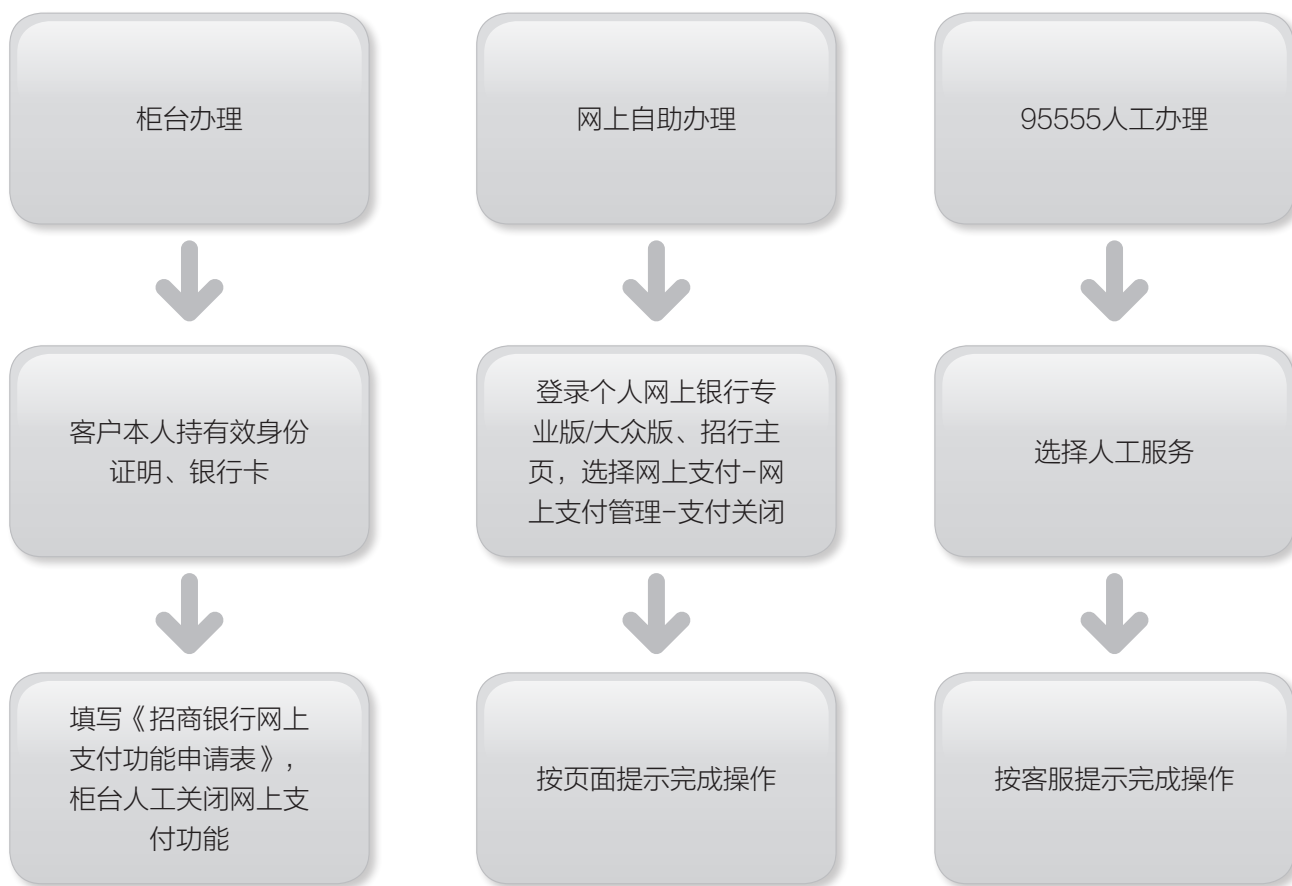 柜台办理
网上自助办理
95555人工办理
客户本人持有效身份
证明、银行卡
登录个人网上银行专
业版/大众版、招行主
页，选择网上支付-网
上支付管理-支付关闭
选择人工服务
填写《招商银行网上
支付功能申请表》，
柜台人工关闭网上支
付功能
按页面提示完成操作
按客服提示完成操作